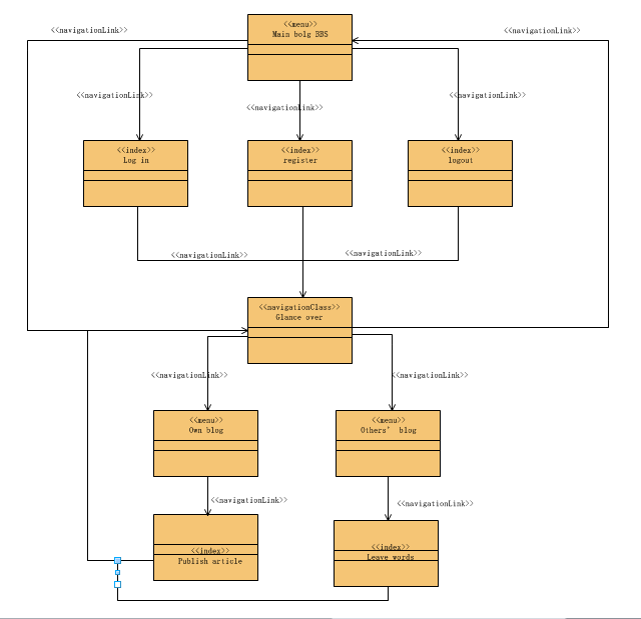 <<navigationLink>>
<<menu>>
Main bolg BBS
<<navigationLink>>
<<navigationLink>>
<<navigationLink>>
<<navigationLink>>
<<index>>
Log in
<<index>>
register
<<index>>
logout
<<navigationLink>>
<<navigationLink>>
<<navigationClass>>
Glance over
<<navigationLink>>
<<navigationLink>>
<<menu>>
Own blog
<<menu>>
Others' blog
<<navigationLink>>
<<navigationLink>>
<<index>>
Publish article
<<index>>
Leave words